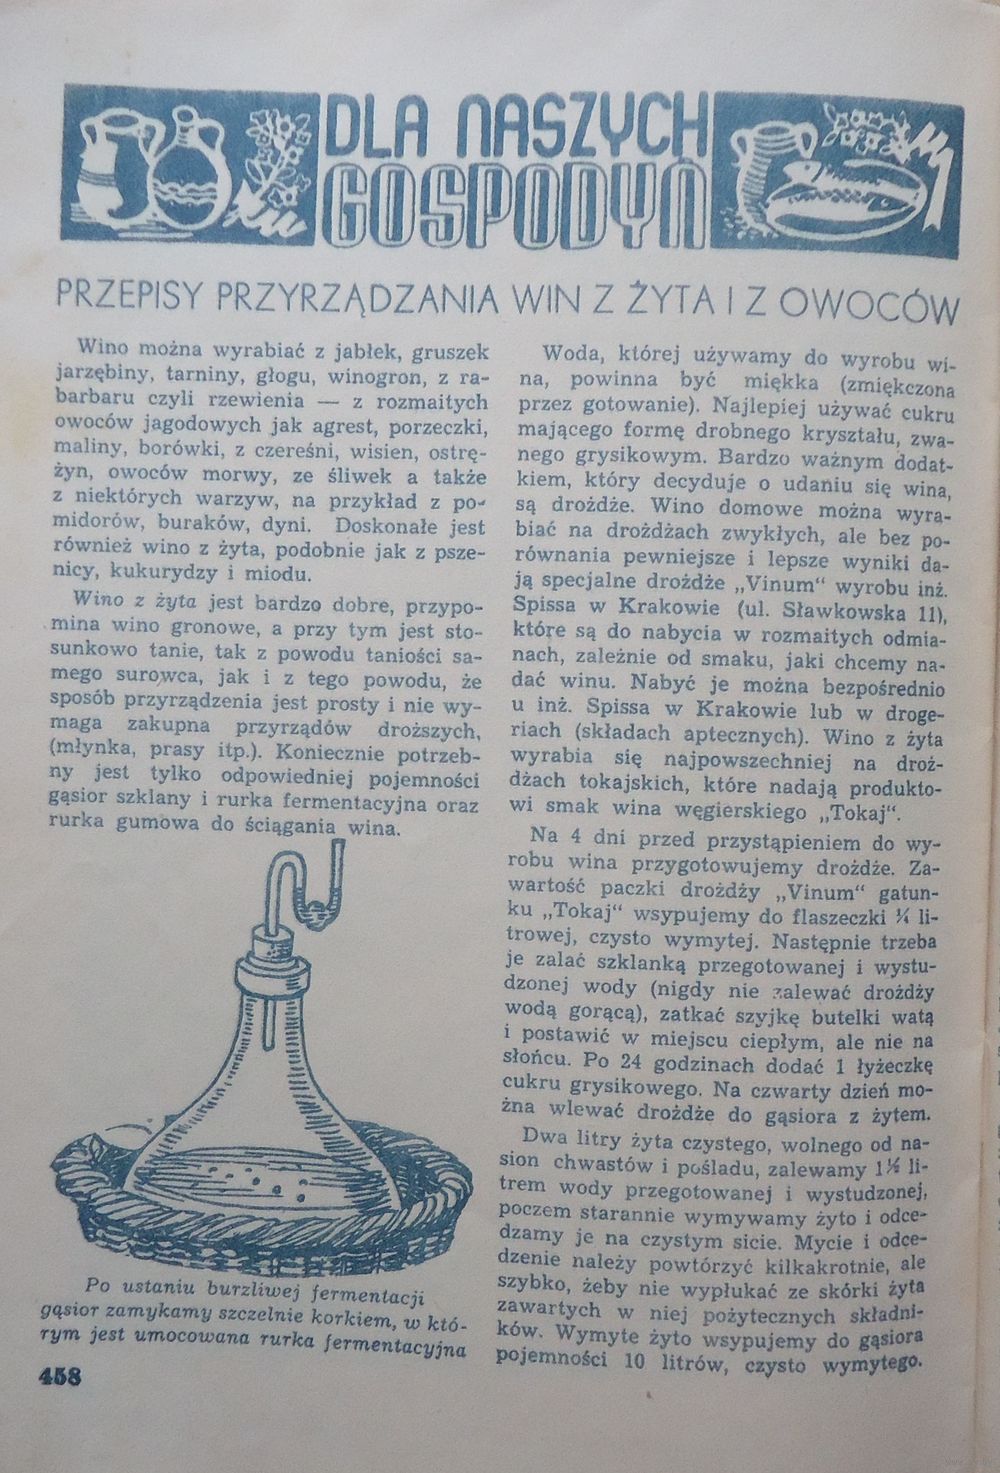 DLA NASZYCH
GOSPODYŃ
PRZEPISY PRZYRZĄDZANIA WIN Z ŻYTA I Z OWOCÓW
Wino można wyrabiać z jabłek, gruszek
jarzębiny, tarniny, głogu, winogron, z ra-
barbaru czyli rzewienia — z rozmaitych
owoców jagodowych jak agrest, porzeczki,
maliny, borówki, z czereśni, wisien, ostrę-
żyn, owoców morwy, ze śliwek a także
z niektórych warzyw, na przykład z po-
midorów, buraków, dyni. Doskonałe jest
również wino z żyta, podobnie jak z psze-
nicy, kukurydzy i miodu.
Wino z żyta jest bardzo dobre, przypo-
mina wino gronowe, a przy tym jest sto-
sunkowo tanie, tak z powodu taniości sa-
mego surowca, jak i z tego powodu, że
sposób przyrządzenia jest prosty i nie wy-
maga zakupna przyrządów droższych,
(młynka, prasy itp.). Koniecznie potrzeb-
ny jest tylko odpowiedniej pojemności
gąsior szklany i rurka fermentacyjna oraz
rurka gumowa do ściągania wina.
Po ustaniu burzliwej fermentacji
gąsior zamykamy szczelnie korkiem, w któ-
rym jest umocowana rurka fermentacyjna
458
Woda, której używamy do wyrobu wi-
na, powinna być miękka (zmiękczona
przez gotowanie). Najlepiej używać cukru
mającego formę drobnego kryształu, zwa-
nego grysikowym. Bardzo ważnym dodat-
kiem, który decyduje o udaniu się wina,
są drożdże. Wino domowe można wyra-
biać na drożdżach zwykłych, ale bez po-
równania pewniejsze i lepsze wyniki da-
ją specjalne drożdże „Vinum“ wyrobu inż.
Spissa w Krakowie (ul. Sławkowska 11),
które są do nabycia w rozmaitych odmia-
nach, zależnie od smaku, jaki chcemy na-
dać winu. Nabyć je można bezpośrednio
u inż. Spissa w Krakowie lub w droge-
riach (składach aptecznych). Wino z żyta
wyrabia się najpowszechniej na droż-
dżach tokajskich, które nadają produkto-
wi smak wina węgierskiego „Tokaj“.
Na 4 dni przed przystąpieniem do wy-
robu wina przygotowujemy drożdże. Za-
wartość paczki drożdży „Vinum“ gatun-
ku „Tokaj“ wsypujemy do flaszeczki ¼ li-
trowej, czysto wymytej. Następnie trzeba
je zalać szklanką przegotowanej i wystu-
dzonej wody (nigdy nie zalewać drożdży
wodą gorącą), zatkać szyjkę butelki watą
i postawić w miejscu ciepłym, ale nie na
słońcu. Po 24 godzinach dodać 1 łyżeczkę
cukru grysikowego. Na czwarty dzień mo-
żna wlewać drożdże do gąsiora z żytem.
Dwa litry żyta czystego, wolnego od na-
sion chwastów i pośladu, zalewamy 1½ li-
trem wody przegotowanej i wystudzonej,
poczem starannie wymywamy żyto i odce-
dzamy je na czystym sicie. Mycie i odce-
dzenie należy powtórzyć kilkakrotnie, ale
szybko, żeby nie wypłukać ze skórki żyta
zawartych w niej pożytecznych składni-
ków. Wymyte żyto wsypujemy do gąsiora
pojemności 10 litrów, czysto wymytego.